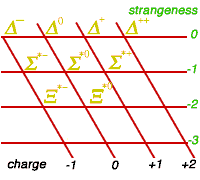 strangeness
Δ⁻ Δ⁰ Δ⁺ Δ⁺⁺ 0
Σ*⁻ Σ*⁰ Σ*⁺ -1
Ξ*⁻ Ξ*⁰ -2
-3
charge -1 0 +1 +2